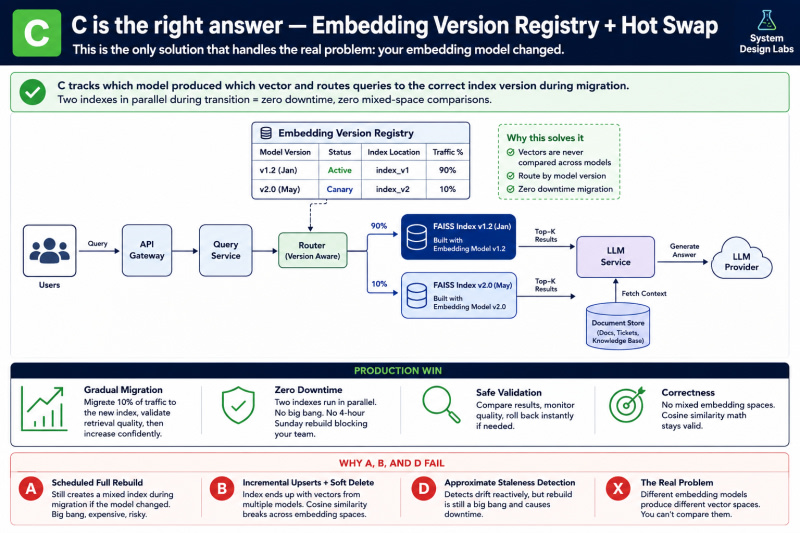 C
C is the right answer — Embedding Version Registry + Hot Swap
This is the only solution that handles the real problem: your embedding model changed.
System
Design Labs
C tracks which model produced which vector and routes queries to the correct index version during migration.
Two indexes in parallel during transition = zero downtime, zero mixed-space comparisons.
Embedding Version Registry
Model Version Status Index Location Traffic %
v1.2 (Jan) Active index_v1 90%
v2.0 (May) Canary index_v2 10%
Why this solves it
Vectors are never
compared across models
Route by model version
Zero downtime migration
Users
Query
API
Gateway
Query
Service
Router
(Version Aware)
90%
10%
FAISS Index v1.2 (Jan)
Built with
Embedding Model v1.2
FAISS Index v2.0 (May)
Built with
Embedding Model v2.0
Top-K
Results
Top-K
Results
LLM
Service
Generate
Answer
LLM
Provider
Fetch Context
Document Store
(Docs, Tickets,
Knowledge Base)
PRODUCTION WIN
Gradual Migration
Migrete 10% of traffic to
the new index, validate
retrieval quality, then
increase confidently.
Zero Downtime
Two indexes run in parallel.
No big bang. No 4-hour
Sunday rebuild blocking
your team.
Safe Validation
Compare results, monitor
quality, roll back instantly
if needed.
Correctness
No mixed embedding spaces.
Cosine similarity math
stays valid.
WHY A, B, AND D FAIL
A
Scheduled Full Rebuild
Still creates a mixed index during
migration if the model changed.
Big bang, expensive, risky.
B
Incremental Upserts + Soft Delete
Index ends up with vectors from
multiple models. Cosine similarity
breaks across embedding spaces.
D
Approximate Staleness Detection
Detects drift reactively, but rebuild
is still a big bang and causes
downtime.
X
The Real Problem
Different embedding models
produce different vector spaces.
You can't compare them.